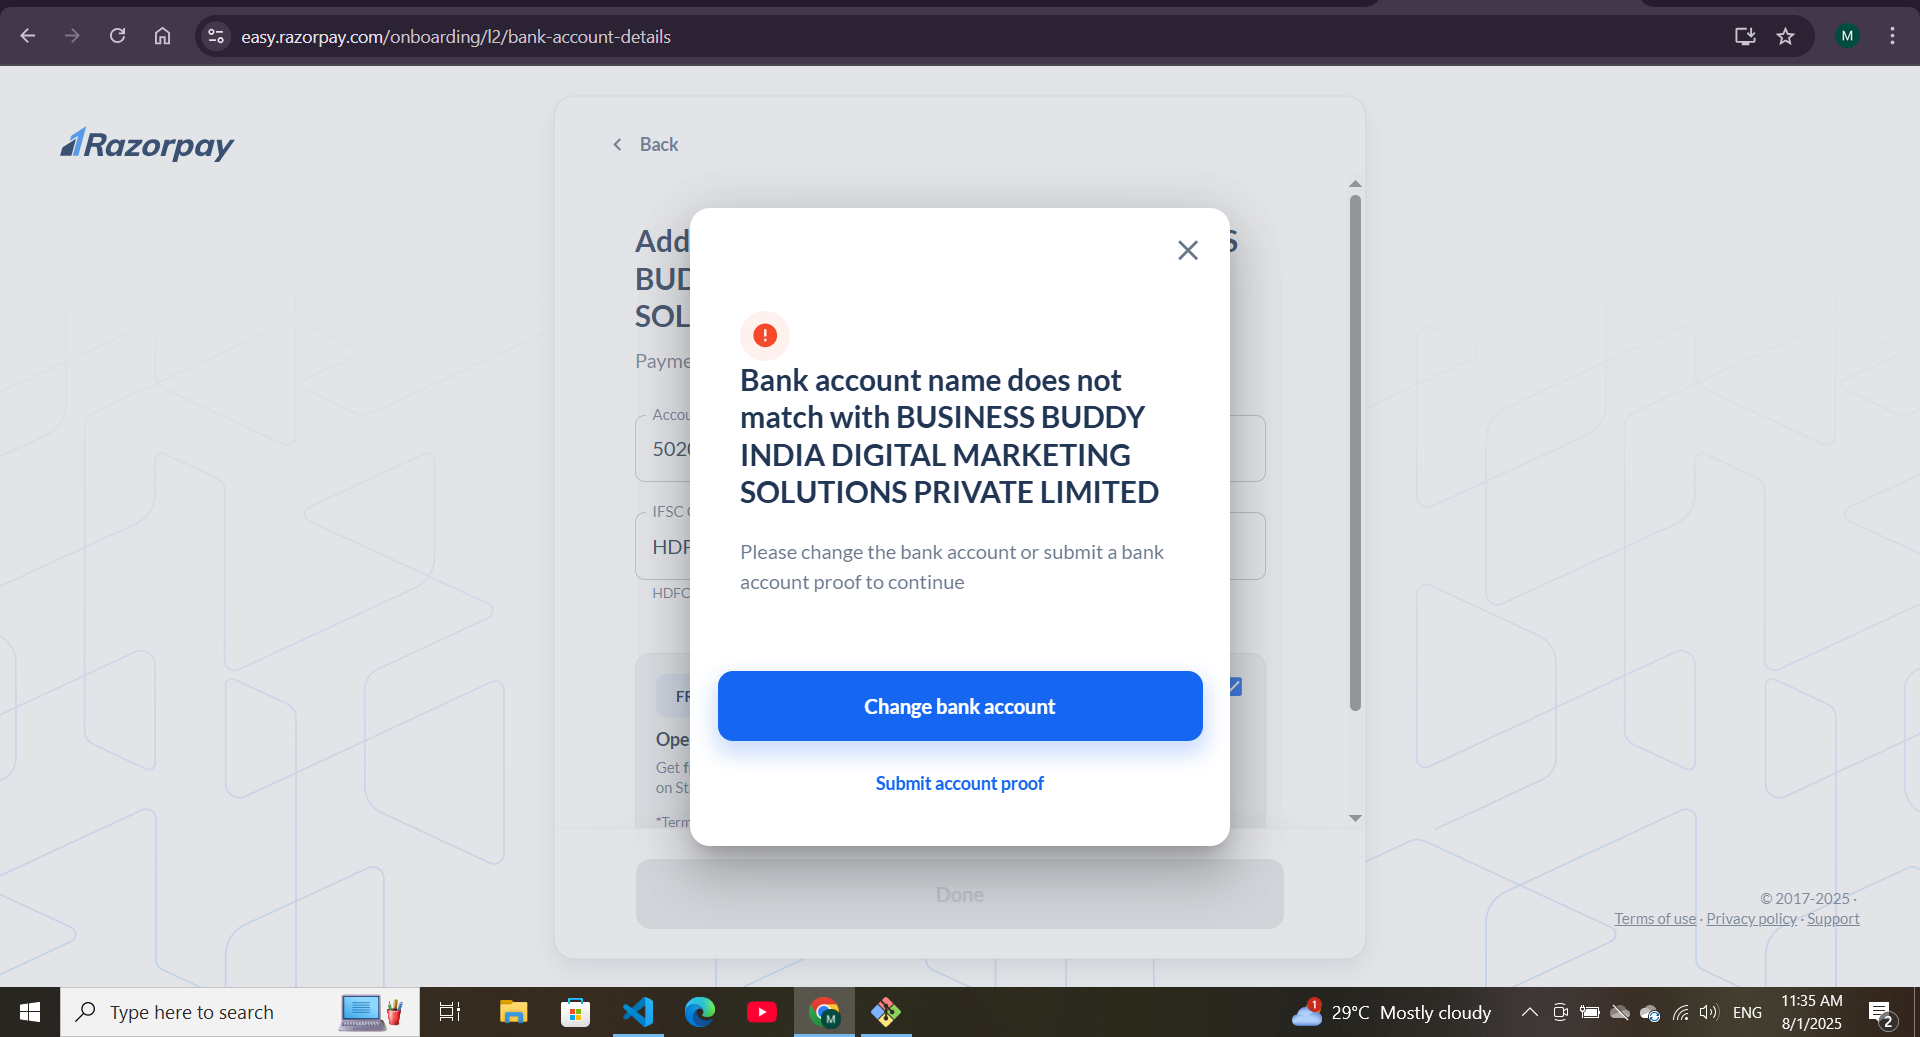 easy.razorpay.com/onboarding/l2/bank-account-details
M
Razorpay
Back
Add
BUD
SOL
Payme
Accou
502
IFSC
HDF
HDFC
FR
Ope
Get f
on St
*Term
S
Bank account name does not
match with BUSINESS BUDDY
INDIA DIGITAL MARKETING
SOLUTIONS PRIVATE LIMITED
Please change the bank account or submit a bank
account proof to continue
Change bank account
Submit account proof
Done
© 2017-2025 ·
Terms of use · Privacy policy · Support
Type here to search
M
1
29°C Mostly cloudy
ENG
11:35 AM
8/1/2025
2